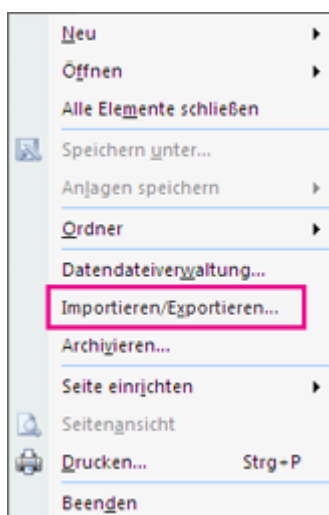 Neu
Öffnen
Alle Elemente schließen
Speichern unter...
Anlagen speichern
Ordner
Datendateiverwaltung...
Importieren/Exportieren...
Archivieren...
Seite einrichten
Seitenansicht
Drucken... Strg+P
Beenden